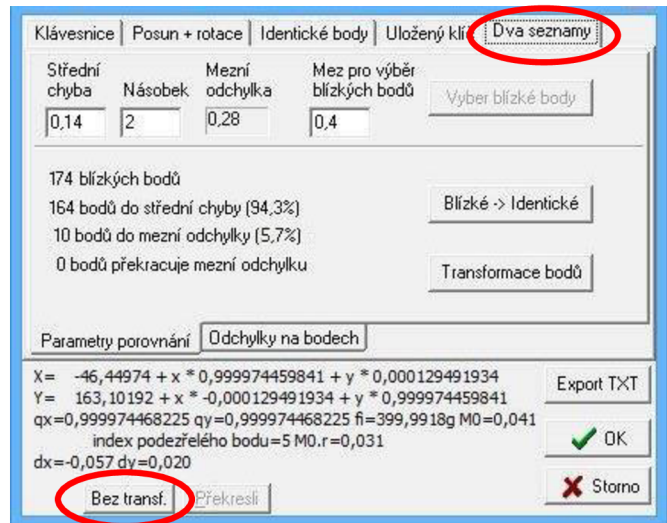 Klávesnice Posun + rotace Identické body Uložený klíč Dva seznamy
Střední chyba Násobek Mezní odchylka Mez pro výběr blízkých bodů Vyber blízké body
0,14 2 0,28 0,4
174 blízkých bodů
164 bodů do střední chyby (94,3%) Blízké -> Identické
10 bodů do mezní odchylky (5,7%)
0 bodů překracuje mezní odchylku Transformace bodů
Parametry porovnání Odchylky na bodech
X= -46,44974 + x * 0,999974459841 + y * 0,000129491934
Y= 163,10192 + x * -0,000129491934 + y * 0,999974459841 Export TXT
qx=0,999974468225 qy=0,999974468225 fi=399,9918g M0=0,041
index podezřelého bodu=5 M0.r=0,031 OK
dx=-0,057 dy=0,020
Bez transf. Překresli Storno